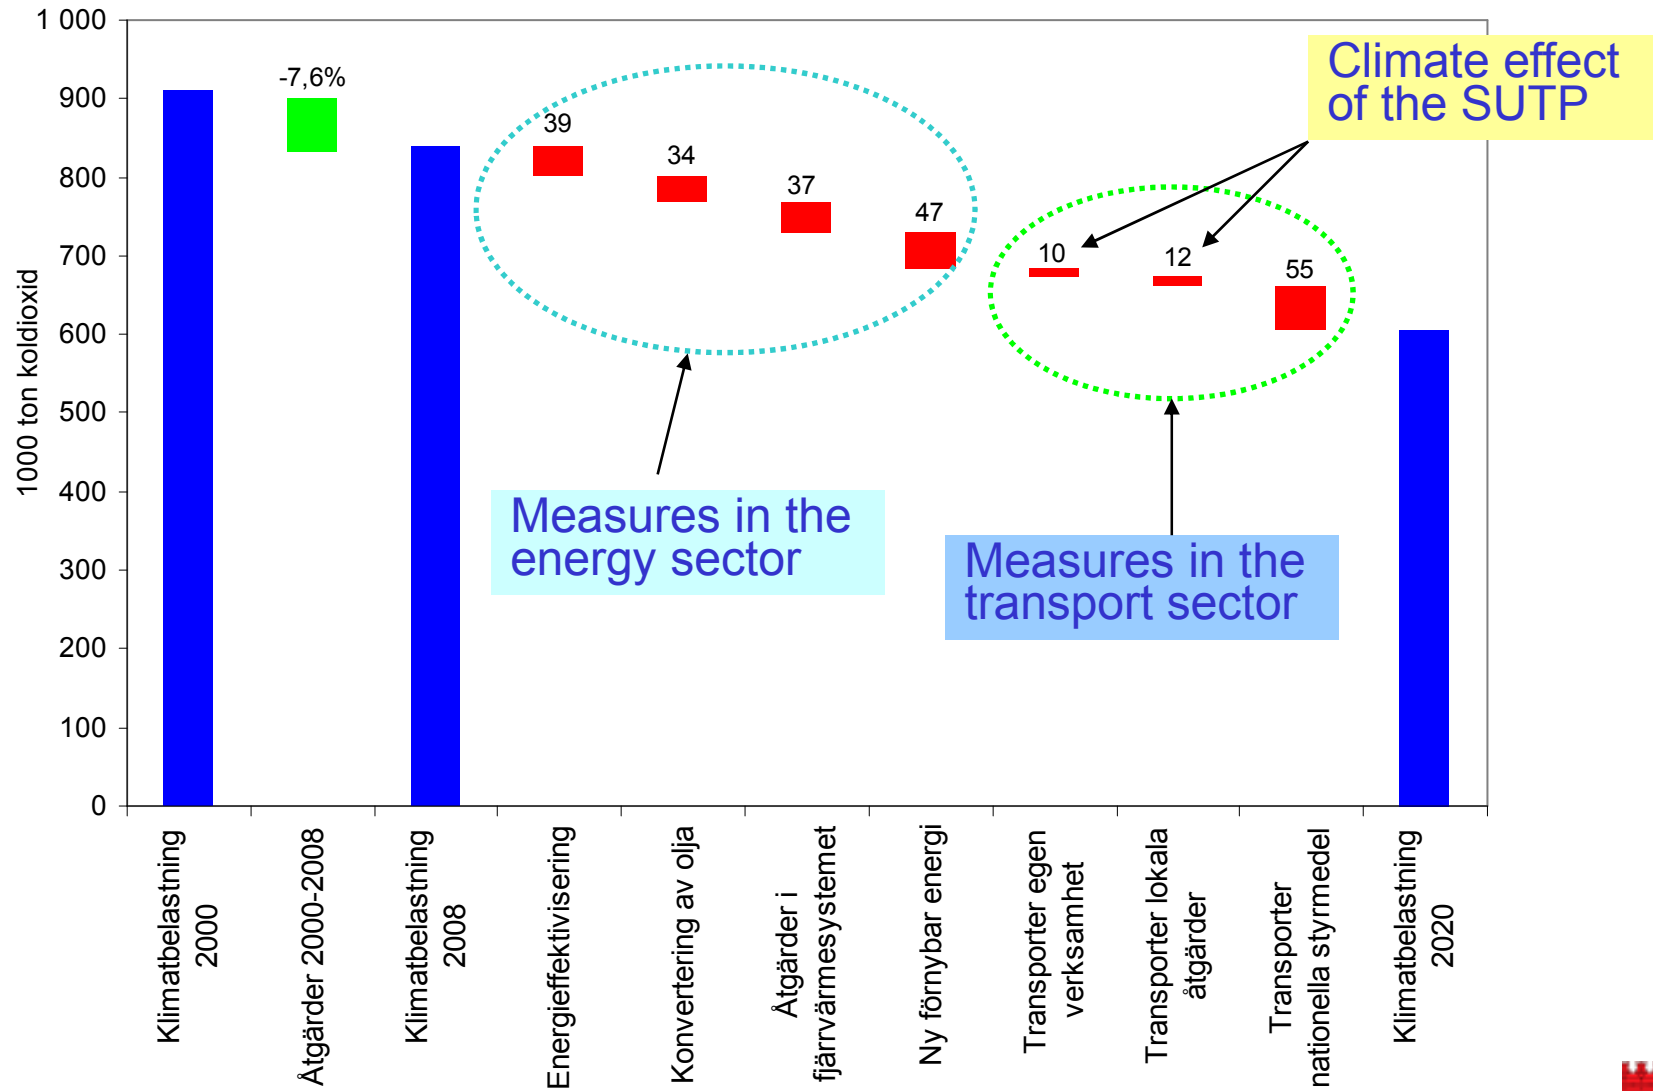 1 000
900
800
700
600
500
400
300
200
100
0
1000 ton koldioxid
-7,6%
39
34
37
47
10
12
55
Climate effect
of the SUTP
Measures in the
energy sector
Measures in the
transport sector
Klimatbelastning
2000
Åtgärder 2000-2008
Klimatbelastning
2008
Energieffektivisering
Konvertering av olja
Åtgärder i
fjärrvärmesystemet
Ny förnybar energi
Transporter egen
verksamhet
Transporter lokala
åtgärder
Transporter
nationella styrmedel
Klimatbelastning
2020